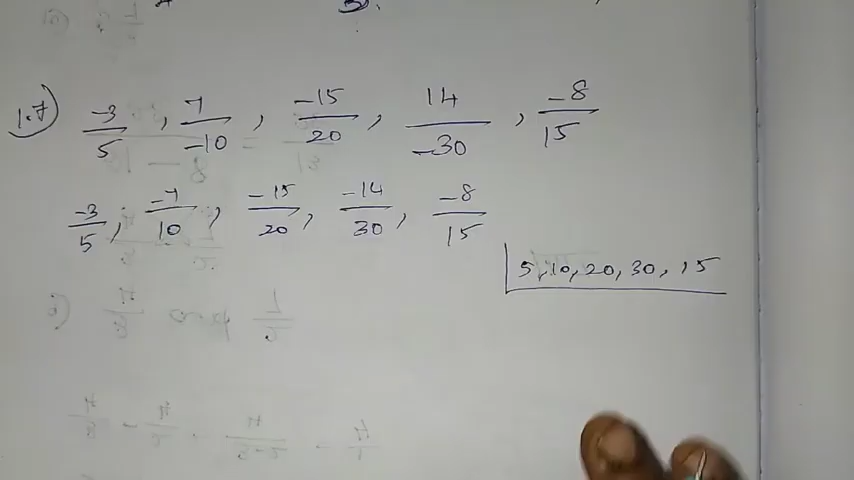 1.7) -3/5, 7/-10, -15/20, 14/-30, -8/15
-3/5, -7/10, -15/20, -14/30, -8/15
5, 10, 20, 30, 15